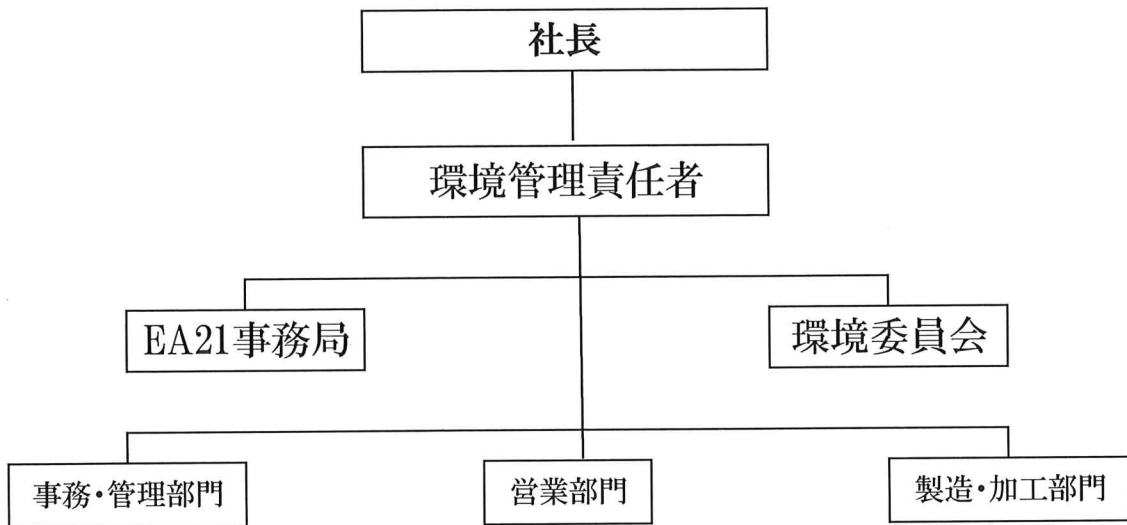 社長
環境管理責任者
EA21事務局
環境委員会
事務・管理部門
営業部門
製造・加工部門